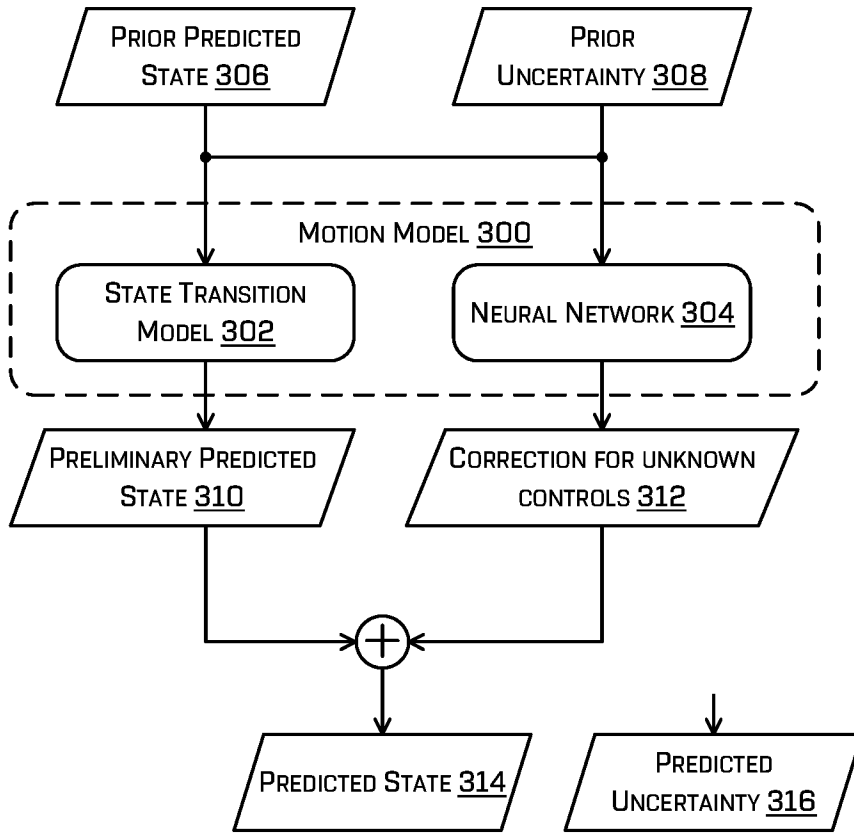 PRIOR PREDICTED
STATE 306
PRIOR
UNCERTAINTY 308
MOTION MODEL 300
STATE TRANSITION
MODEL 302
NEURAL NETWORK 304
PRELIMINARY PREDICTED
STATE 310
CORRECTION FOR UNKNOWN
CONTROLS 312
+
PREDICTED STATE 314
PREDICTED
UNCERTAINTY 316